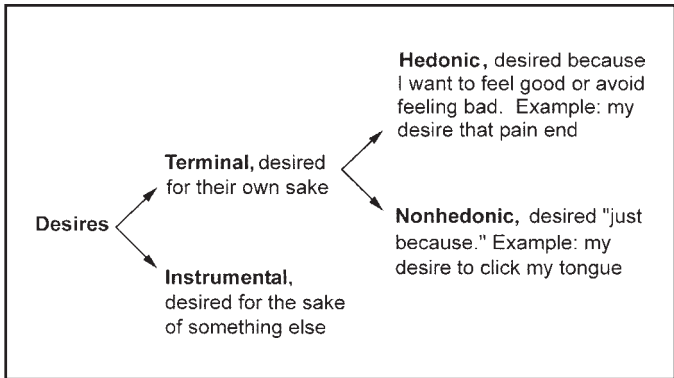 Hedonic, desired because
I want to feel good or avoid
feeling bad. Example: my
desire that pain end
Terminal, desired
for their own sake
Desires
Nonhedonic, desired "just
because." Example: my
desire to click my tongue
Instrumental,
desired for the sake
of something else